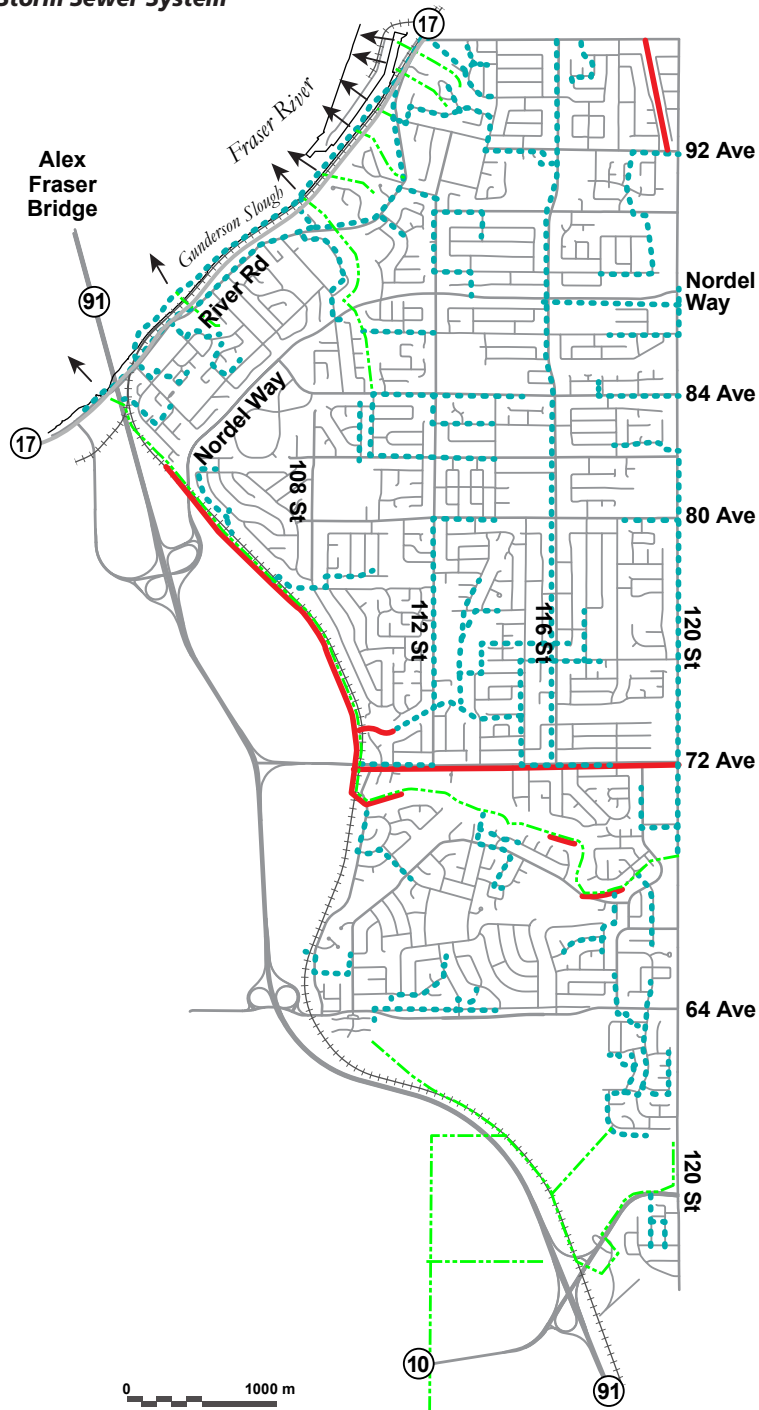 Storm Sewer System
17
Fraser River
92 Ave
Alex
Fraser
Bridge
Gunderson Slough
River Rd
Nordel
Way
91
84 Ave
Nordel Way
17
108 St
80 Ave
112 St
116 St
120 St
72 Ave
64 Ave
120 St
10
91
0
1000 m